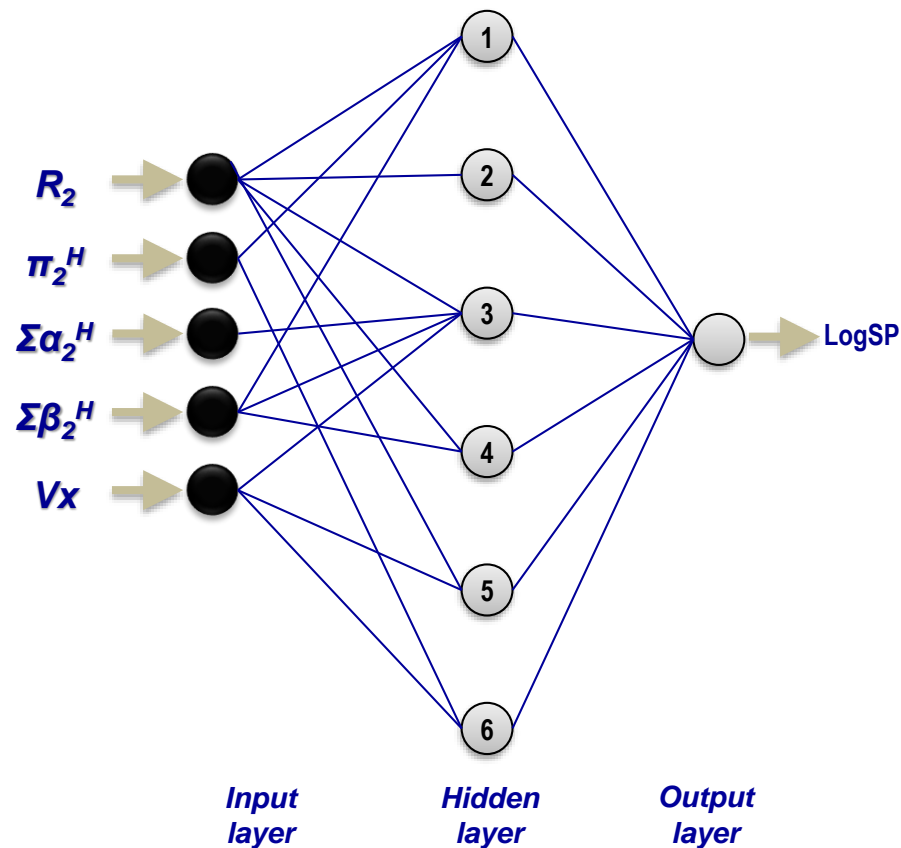 1
2
R₂
π₂ᴴ
3
Σα₂ᴴ
LogSP
Σβ₂ᴴ
4
Vx
5
6
Input
layer
Hidden
layer
Output
layer